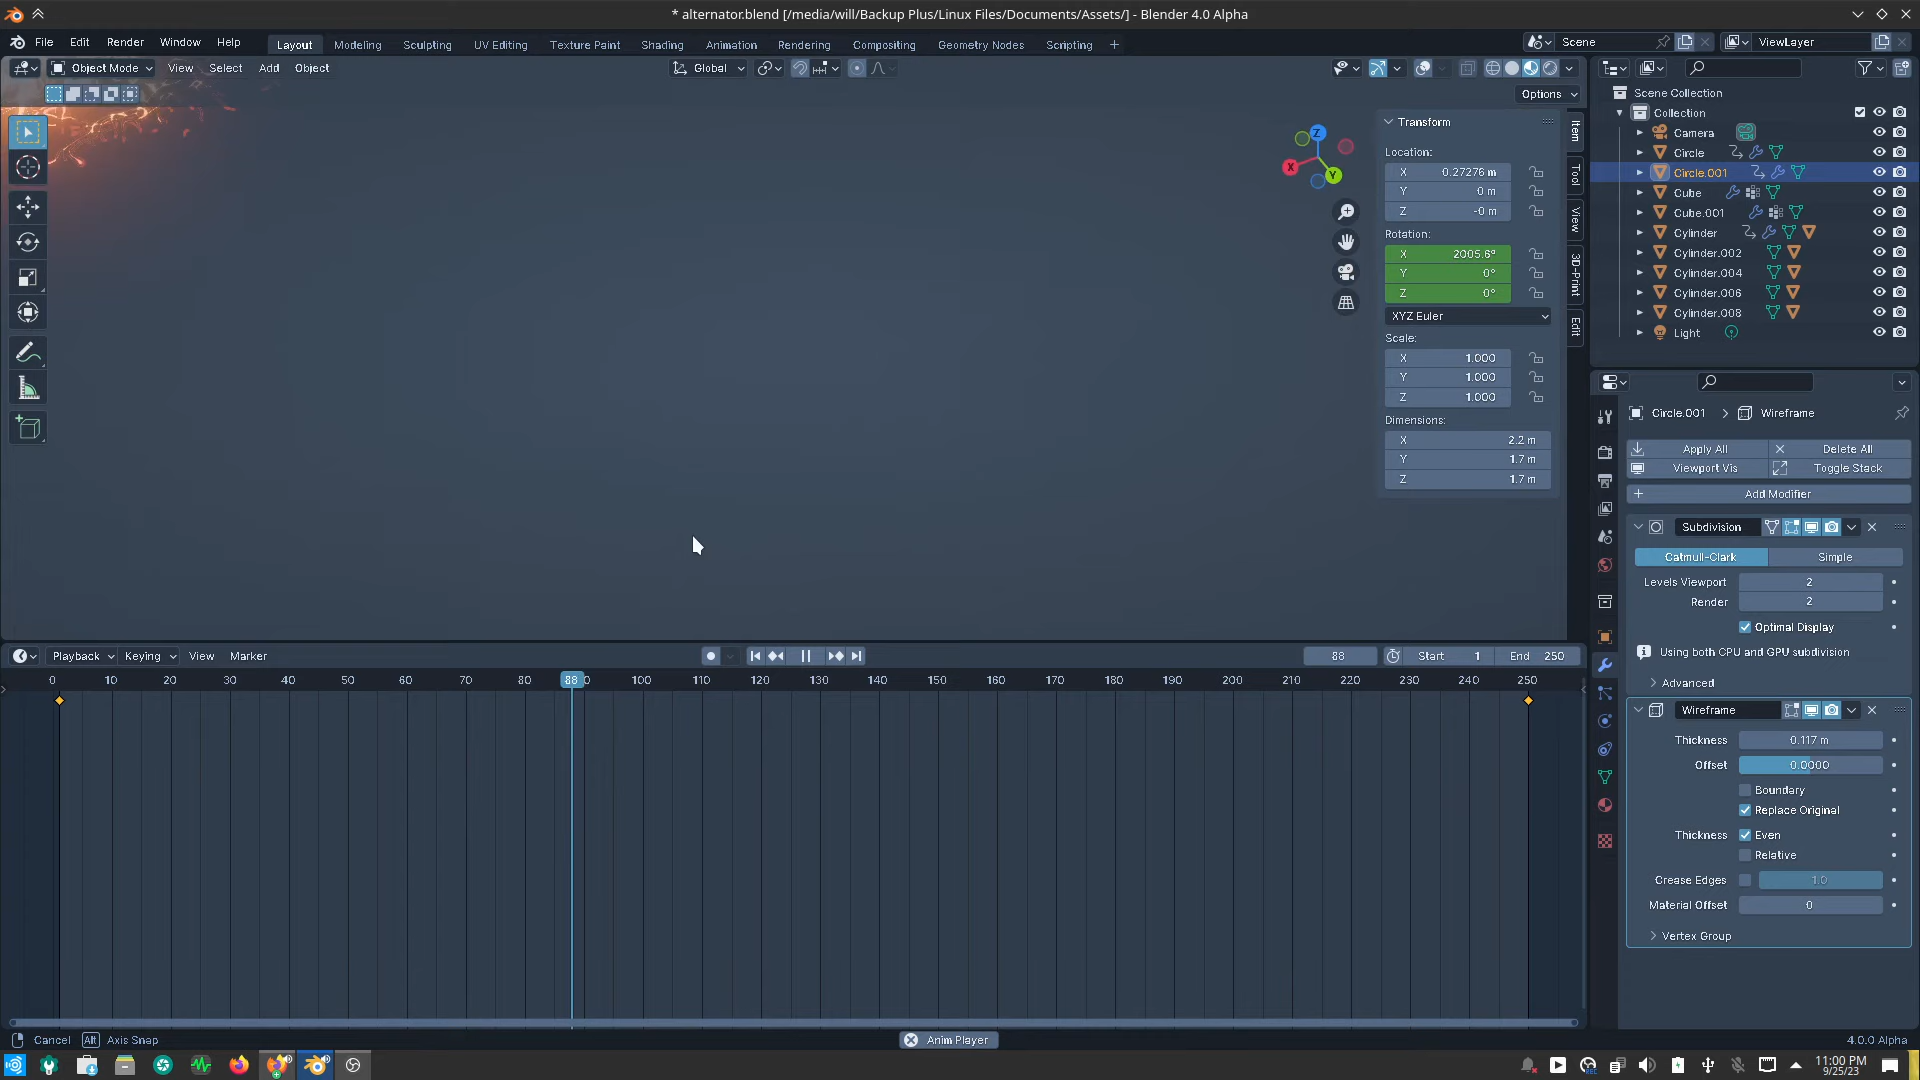 * alternator.blend [/media/will/Backup Plus/Linux Files/Documents/Assets/] - Blender 4.0 Alpha
File Edit Render Window Help Layout Modeling Sculpting UV Editing Texture Paint Shading Animation Rendering Compositing Geometry Nodes Scripting + Scene ViewLayer
Object Mode View Select Add Object Global
Options
Scene Collection
Collection
Camera
Circle
Circle.001
Cube
Cube.001
Cylinder
Cylinder.002
Cylinder.004
Cylinder.006
Cylinder.008
Light
Z
X
Y
Transform
Location:
X 0.27276 m
Y 0 m
Z -0 m
Rotation:
X 2005.6°
Y 0°
Z 0°
XYZ Euler
Scale:
X 1.000
Y 1.000
Z 1.000
Dimensions:
X 2.2 m
Y 1.7 m
Z 1.7 m
Item
Tool
View
3D-Print
Edit
Circle.001 > Wireframe
Apply All Delete All
Viewport Vis Toggle Stack
Add Modifier
Subdivision
Catmull-Clark Simple
Levels Viewport 2
Render 2
Optimal Display
Using both CPU and GPU subdivision
Advanced
Wireframe
Thickness 0.117 m
Offset 0.0000
Boundary
Replace Original
Thickness Even
Relative
Crease Edges 1.0
Material Offset 0
Vertex Group
Playback Keying View Marker 88 Start 1 End 250
0 10 20 30 40 50 60 70 80 88 0 100 110 120 130 140 150 160 170 180 190 200 210 220 230 240 250
Cancel Alt Axis Snap Anim Player 4.0.0 Alpha
11:00 PM
9/25/23